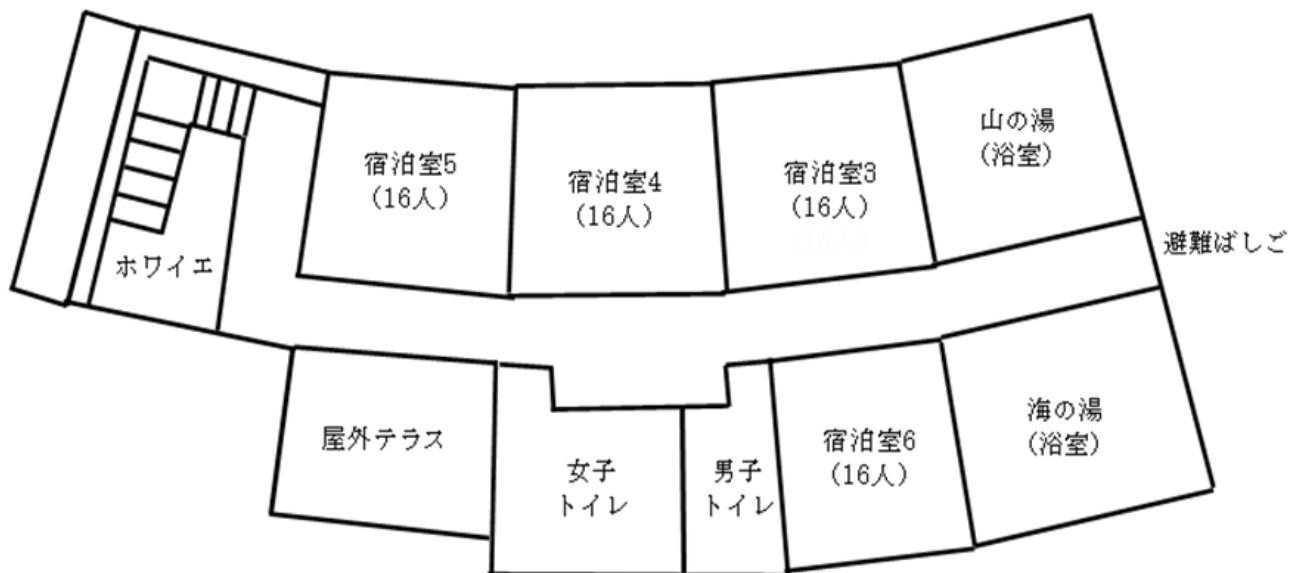 宿泊室5
(16人)
宿泊室4
(16人)
宿泊室3
(16人)
山の湯
(浴室)
避難ばしご
ホワイエ
屋外テラス
女子
トイレ
男子
トイレ
宿泊室6
(16人)
海の湯
(浴室)